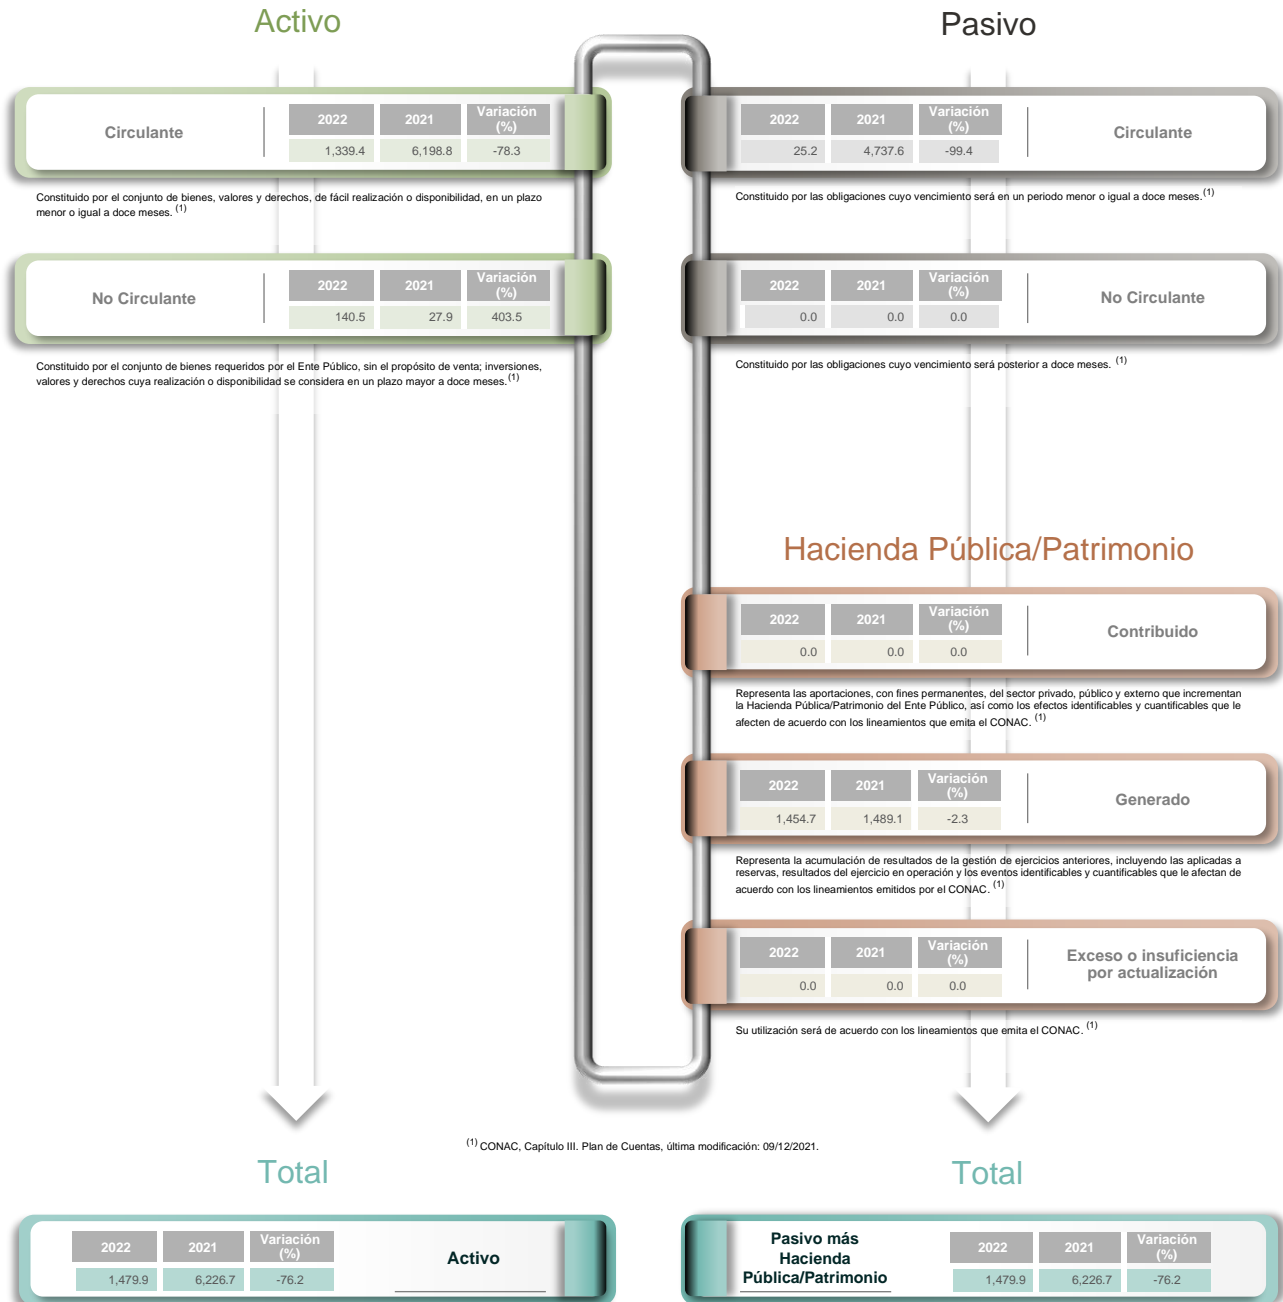 Activo
Circulante
2022 2021 Variación (%)
1,339.4 6,198.8 -78.3
Constituido por el conjunto de bienes, valores y derechos, de fácil realización o disponibilidad, en un plazo
menor o igual a doce meses. (1)
No Circulante
2022 2021 Variación (%)
140.5 27.9 403.5
Constituido por el conjunto de bienes requeridos por el Ente Público, sin el propósito de venta; inversiones,
valores y derechos cuya realización o disponibilidad se considera en un plazo mayor a doce meses.(1)
Pasivo
2022 2021 Variación (%)
25.2 4,737.6 -99.4
Circulante
Constituido por las obligaciones cuyo vencimiento será en un periodo menor o igual a doce meses.(1)
2022 2021 Variación (%)
0.0 0.0 0.0
No Circulante
Constituido por las obligaciones cuyo vencimiento será posterior a doce meses. (1)
Hacienda Pública/Patrimonio
2022 2021 Variación (%)
0.0 0.0 0.0
Contribuido
Representa las aportaciones, con fines permanentes, del sector privado, público y externo que incrementan
la Hacienda Pública/Patrimonio del Ente Público, así como los efectos identificables y cuantificables que le
afecten de acuerdo con los lineamientos que emita el CONAC. (1)
2022 2021 Variación (%)
1,454.7 1,489.1 -2.3
Generado
Representa la acumulación de resultados de la gestión de ejercicios anteriores, incluyendo las aplicadas a
reservas, resultados del ejercicio en operación y los eventos identificables y cuantificables que le afectan de
acuerdo con los lineamientos emitidos por el CONAC. (1)
2022 2021 Variación (%)
0.0 0.0 0.0
Exceso o insuficiencia
por actualización
Su utilización será de acuerdo con los lineamientos que emita el CONAC. (1)
(1) CONAC, Capítulo III. Plan de Cuentas, última modificación: 09/12/2021.
Total
2022 2021 Variación (%)
1,479.9 6,226.7 -76.2
Activo
Total
Pasivo más
Hacienda
Pública/Patrimonio
2022 2021 Variación (%)
1,479.9 6,226.7 -76.2